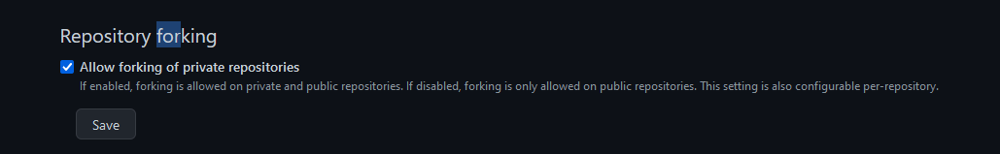 Repository forking
Allow forking of private repositories
If enabled, forking is allowed on private and public repositories. If disabled, forking is only allowed on public repositories. This setting is also configurable per-repository.
Save